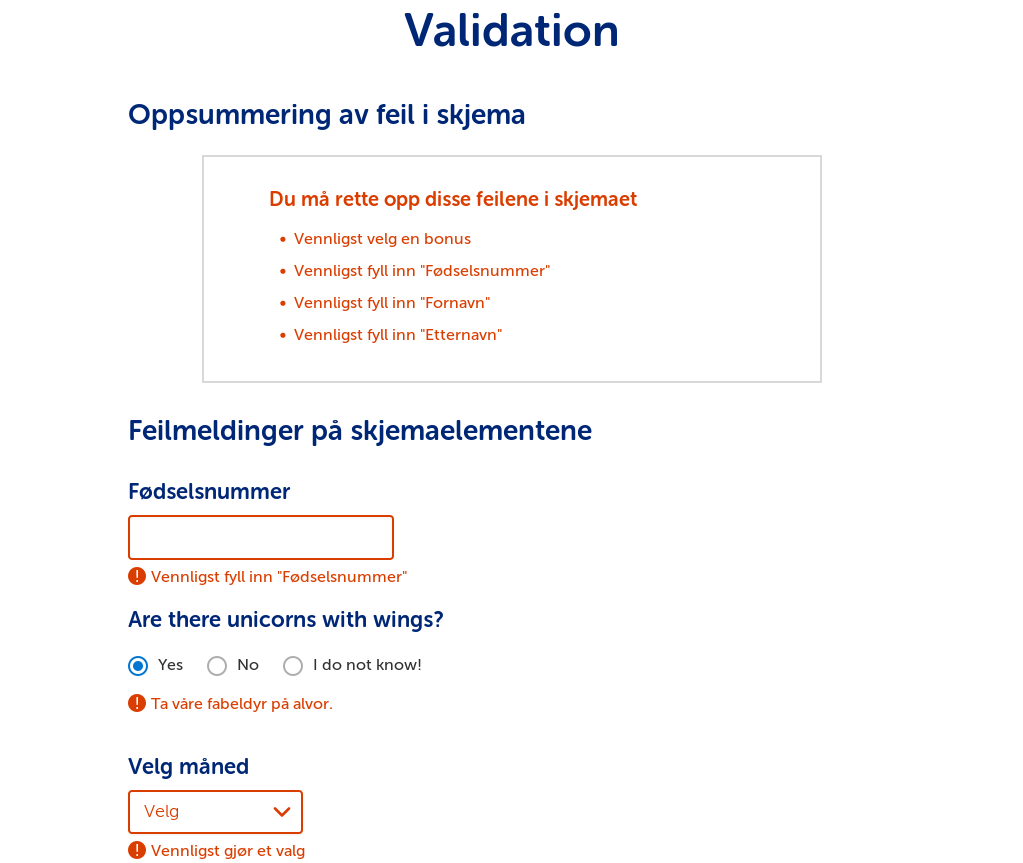 Validation
Oppsummering av feil i skjema
Du må rette opp disse feilene i skjemaet
• Vennligst velg en bonus
• Vennligst fyll inn "Fødselsnummer"
• Vennligst fyll inn "Fornavn"
• Vennligst fyll inn "Etternavn"
Feilmeldinger på skjemaelementene
Fødselsnummer
Vennligst fyll inn "Fødselsnummer"
Are there unicorns with wings?
Yes No I do not know!
Ta våre fabeldyr på alvor.
Velg måned
Velg
Vennligst gjør et valg